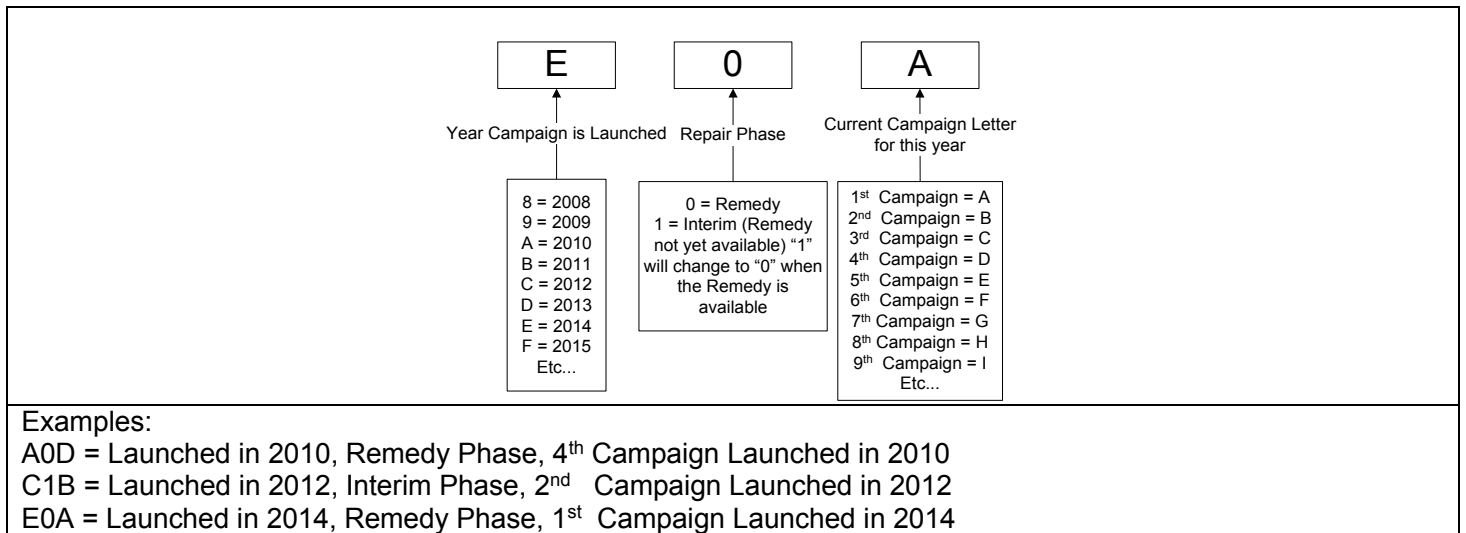 E
0
A
Year Campaign is Launched
Repair Phase
Current Campaign Letter
for this year
8 = 2008
9 = 2009
A = 2010
B = 2011
C = 2012
D = 2013
E = 2014
F = 2015
Etc...
0 = Remedy
1 = Interim (Remedy
not yet available) “1”
will change to “0” when
the Remedy is
available
1st Campaign = A
2nd Campaign = B
3rd Campaign = C
4th Campaign = D
5th Campaign = E
6th Campaign = F
7th Campaign = G
8th Campaign = H
9th Campaign = I
Etc...
Examples:
A0D = Launched in 2010, Remedy Phase, 4th Campaign Launched in 2010
C1B = Launched in 2012, Interim Phase, 2nd Campaign Launched in 2012
E0A = Launched in 2014, Remedy Phase, 1st Campaign Launched in 2014